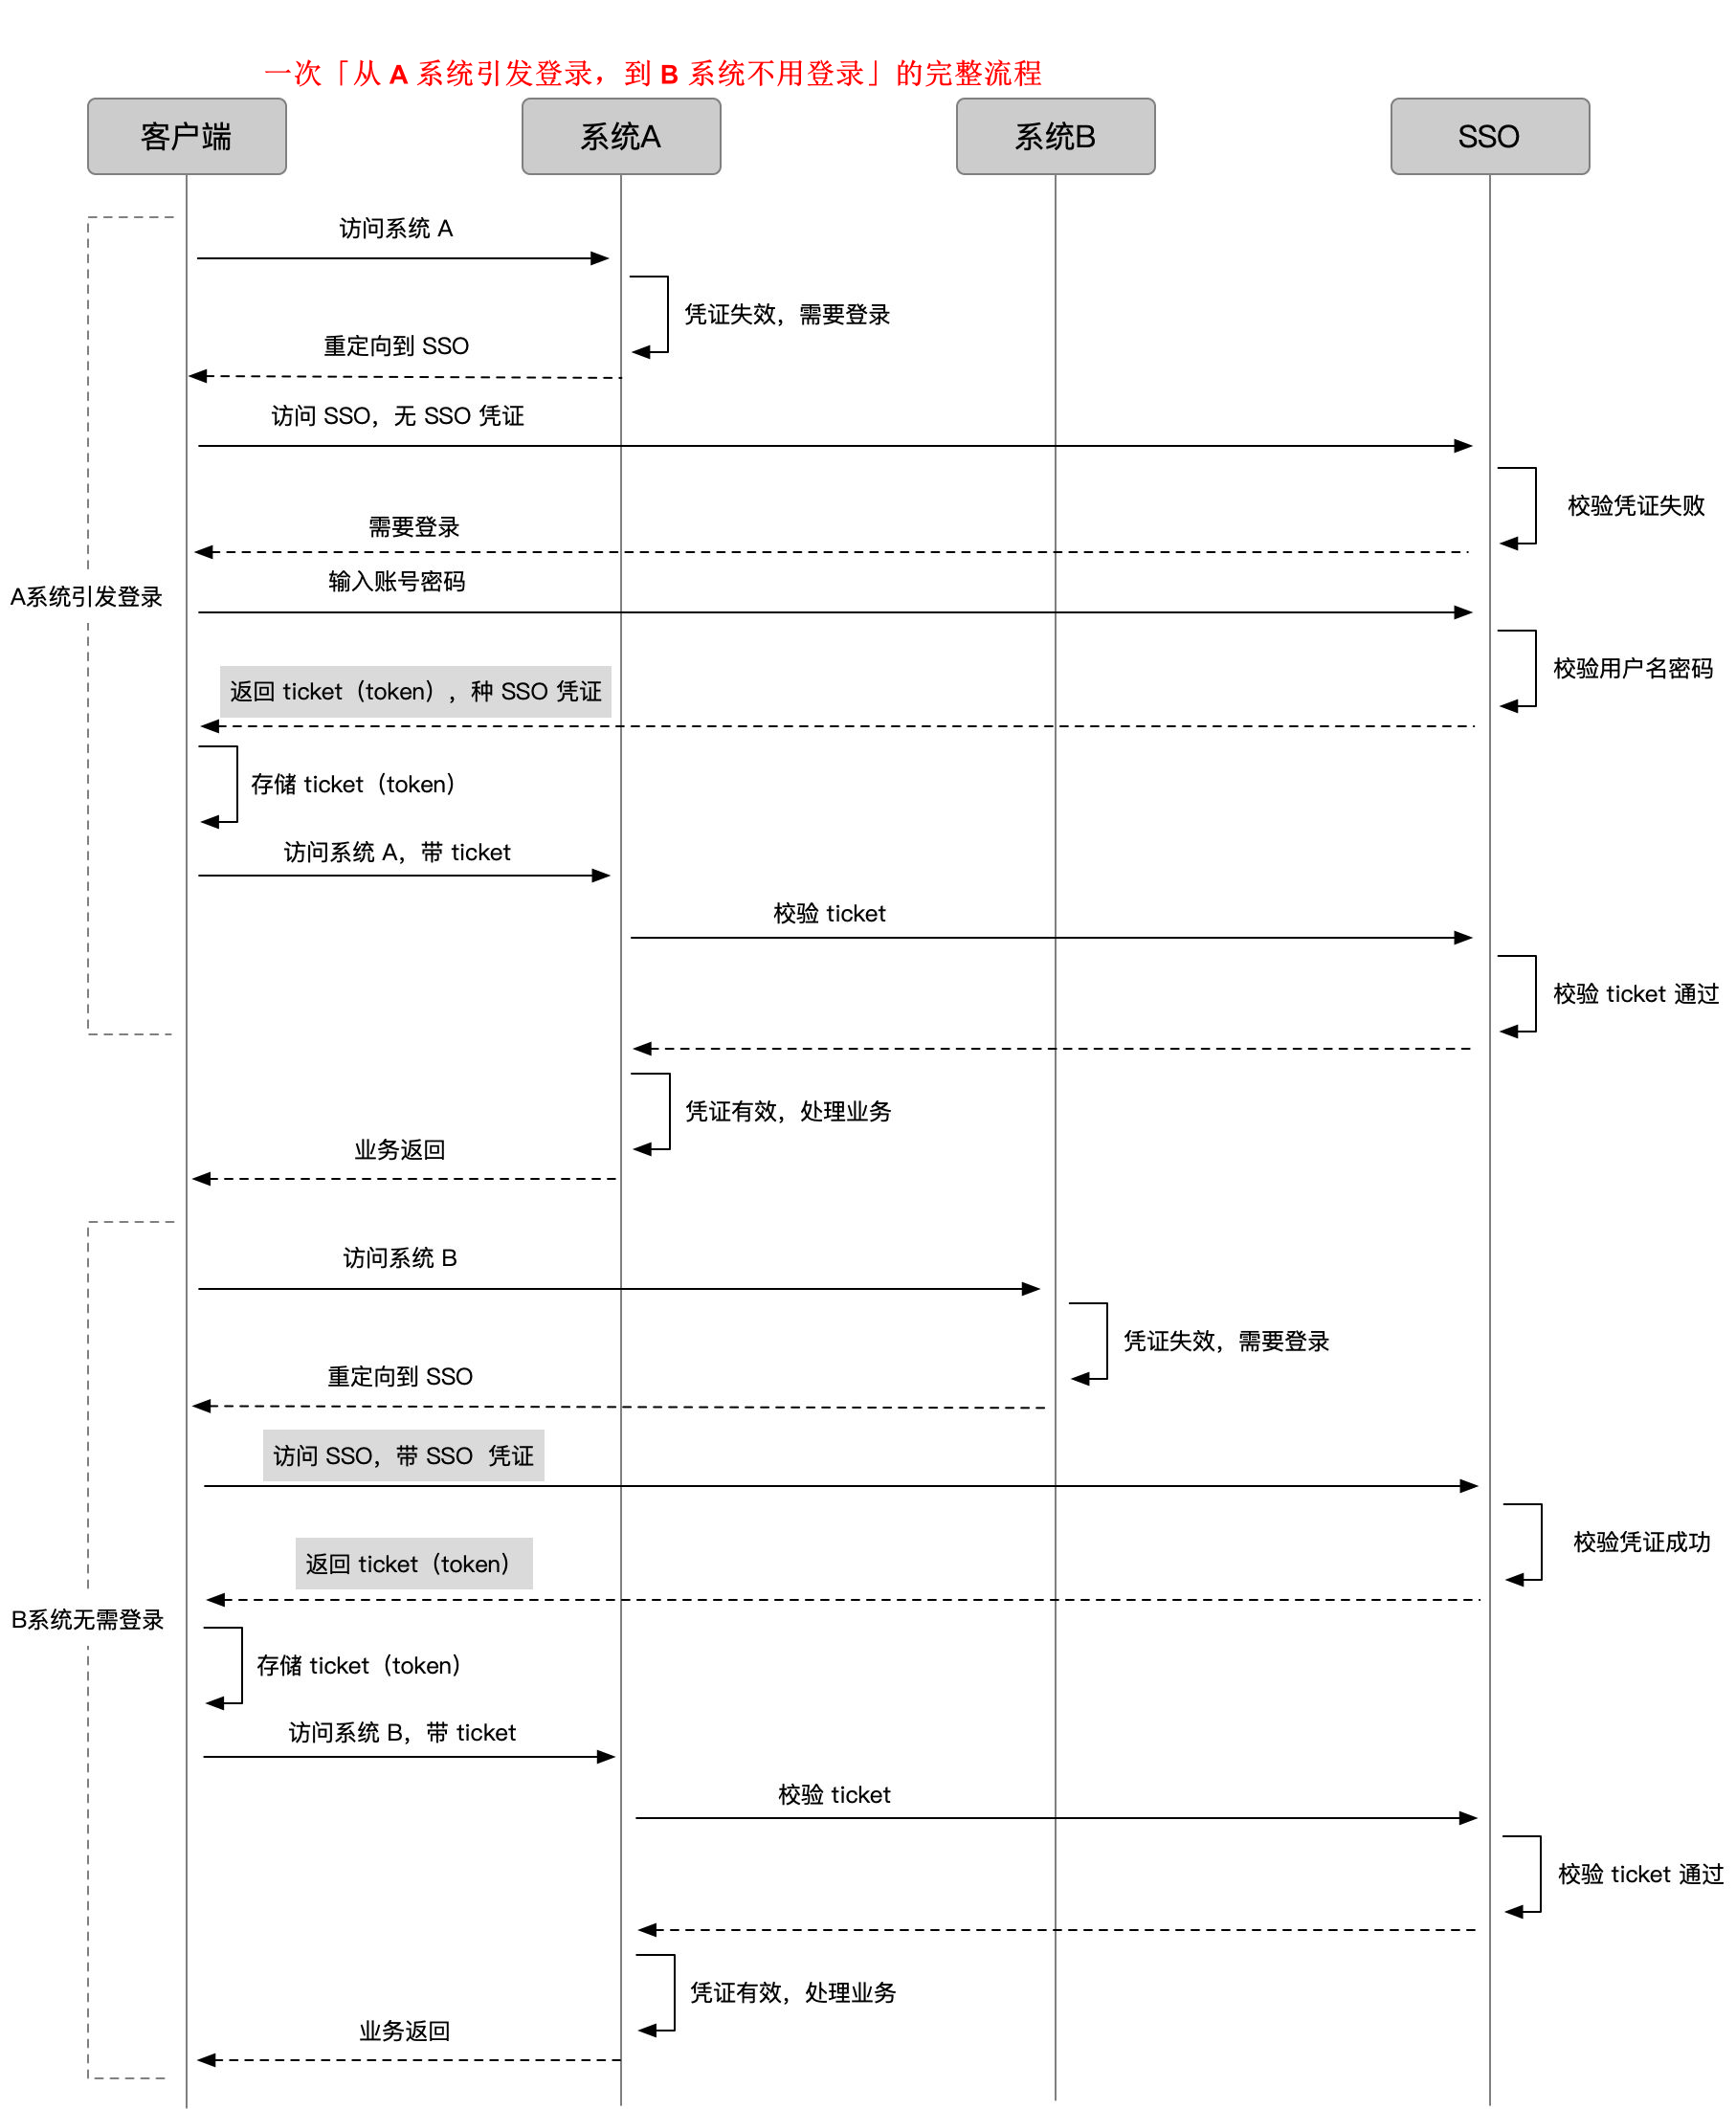 一次「从 A 系统引发登录，到 B 系统不用登录」的完整流程
客户端
系统A
系统B
SSO
访问系统 A
凭证失效，需要登录
重定向到 SSO
访问 SSO，无 SSO 凭证
校验凭证失败
需要登录
输入账号密码
A系统引发登录
校验用户名密码
返回 ticket（token），种 SSO 凭证
存储 ticket（token）
访问系统 A，带 ticket
校验 ticket
校验 ticket 通过
凭证有效，处理业务
业务返回
访问系统 B
凭证失效，需要登录
重定向到 SSO
访问 SSO，带 SSO 凭证
校验凭证成功
返回 ticket（token）
B系统无需登录
存储 ticket（token）
访问系统 B，带 ticket
校验 ticket
校验 ticket 通过
凭证有效，处理业务
业务返回